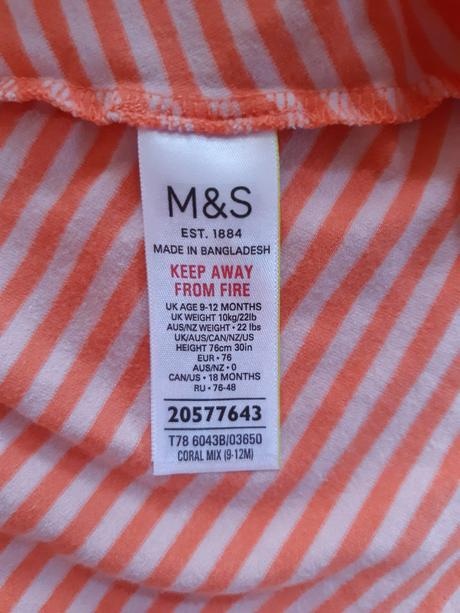 M&S
EST. 1884
MADE IN BANGLADESH
KEEP AWAY
FROM FIRE
UK AGE 9-12 MONTHS
UK WEIGHT 10kg/22lb
AUS/NZ WEIGHT • 22 lbs
UK/AUS/CAN/NZ/US
HEIGHT 76cm 30in
EUR • 76
AUS/NZ • 0
CAN/US • 18 MONTHS
RU • 76-48
20577643
T78 6043B/03650
CORAL MIX (9-12M)